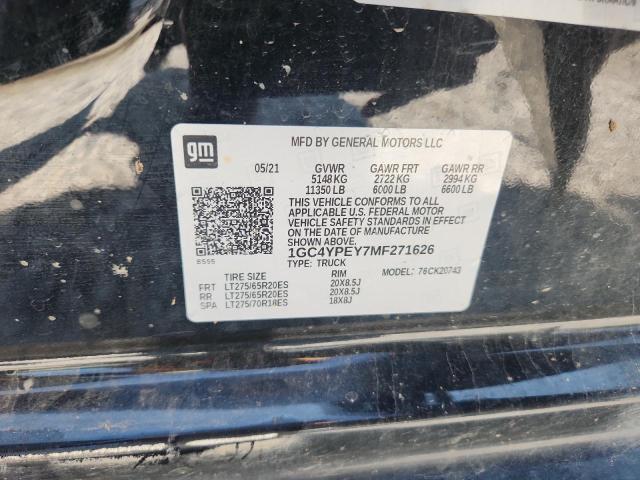 gm
MFD BY GENERAL MOTORS LLC
05/21 GVWR GAWR FRT GAWR RR
5148 KG 2722 KG 2994 KG
11350 LB 6000 LB 6600 LB
THIS VEHICLE CONFORMS TO ALL
APPLICABLE U.S. FEDERAL MOTOR
VEHICLE SAFETY STANDARDS IN EFFECT
ON THE DATE OF MANUFACTURE
SHOWN ABOVE.
1GC4YPEY7MF271626
TYPE: TRUCK MODEL: 76CK20743
TIRE SIZE RIM
FRT LT275/65R20ES 20X8.5J
RR LT275/65R20ES 20X8.5J
SPA LT275/70R18ES 18X8J